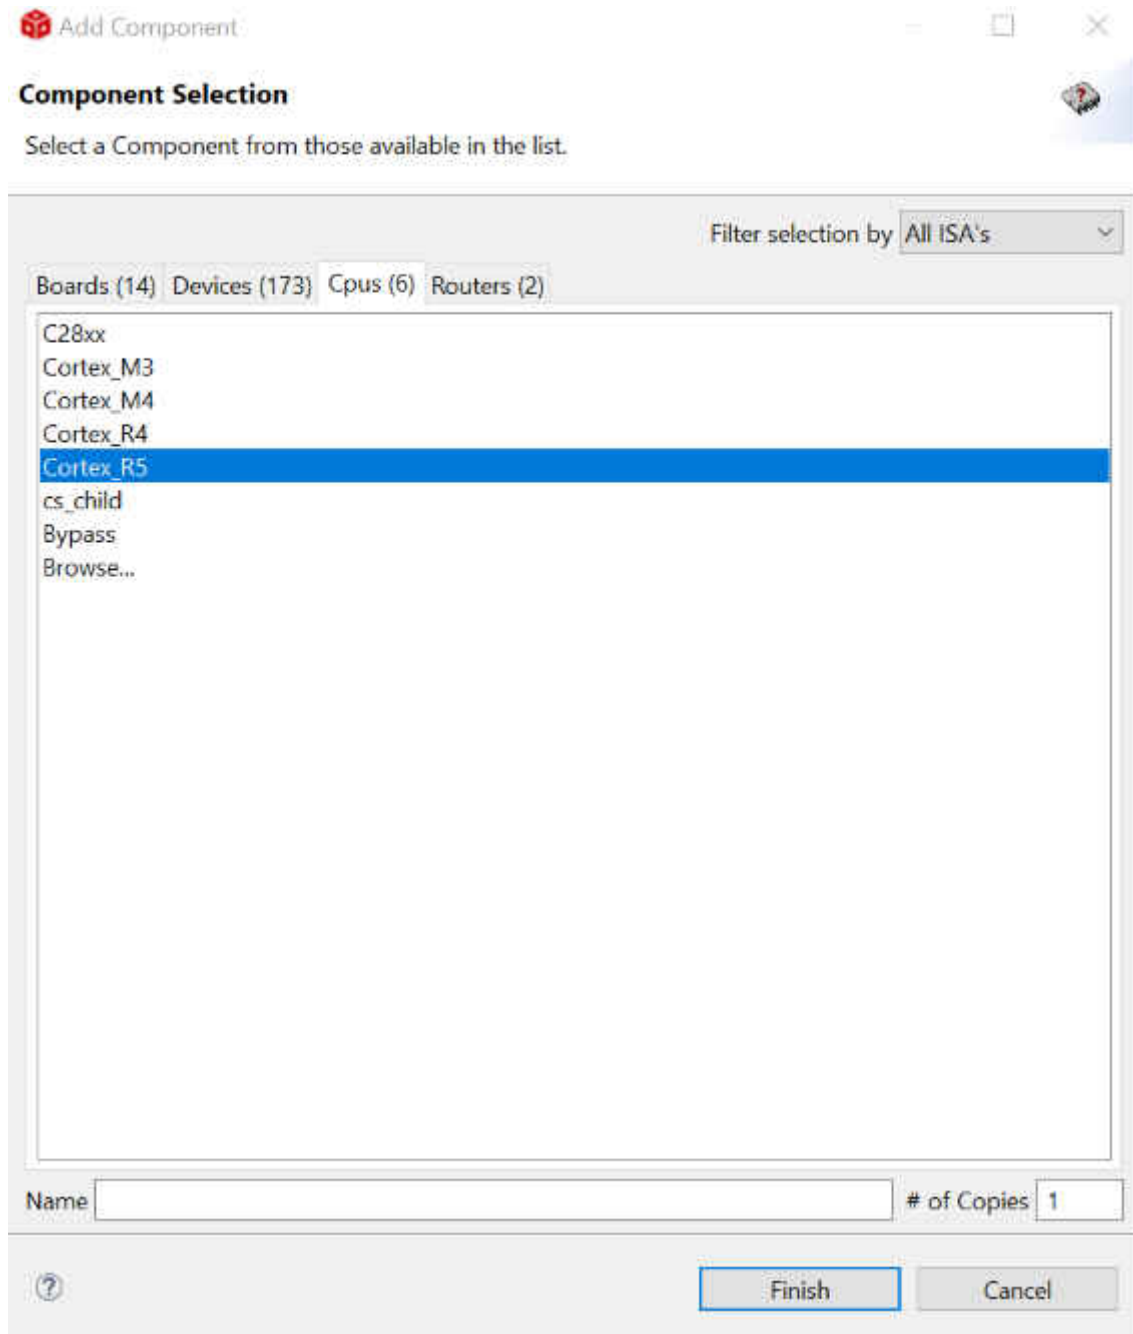 Add Component
Component Selection
Select a Component from those available in the list.
Filter selection by All ISA's
Boards (14) Devices (173) Cpus (6) Routers (2)
C28xx
Cortex_M3
Cortex_M4
Cortex_R4
Cortex_R5
cs_child
Bypass
Browse...
Name # of Copies 1
Finish Cancel